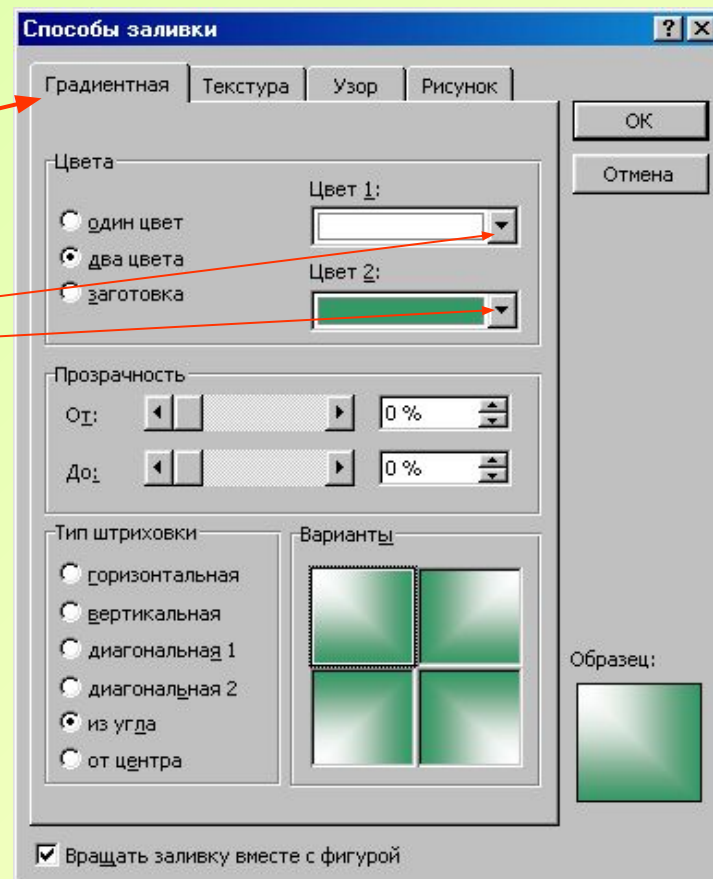 Способы заливки
Градиентная Текстура Узор Рисунок
ОК
Отмена
Цвета
один цвет
два цвета
заготовка
Цвет 1:
Цвет 2:
Прозрачность
От: 0 %
До: 0 %
Тип штриховки
горизонтальная
вертикальная
диагональная 1
диагональная 2
из угла
от центра
Варианты
Образец:
Вращать заливку вместе с фигурой